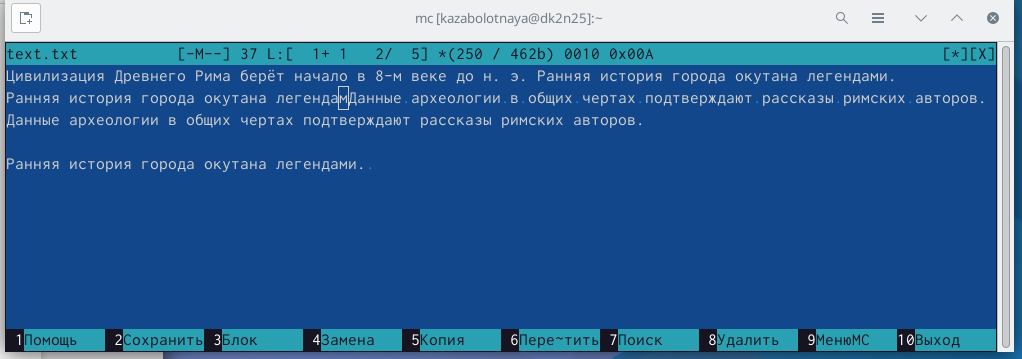 mc [kazabolotnaya@dk2n25]:~
text.txt [-M--] 37 L:[ 1+ 1 2/ 5] *(250 / 462b) 0010 0x00A [*][X]
Цивилизация Древнего Рима берёт начало в 8-м веке до н. э. Ранняя история города окутана легендами.
Ранняя история города окутана легендамДанные.археологии.в.общих.чертах.подтверждают.рассказы.римских.авторов.
Данные археологии в общих чертах подтверждают рассказы римских авторов.
Ранняя история города окутана легендами..
1Помощь 2Сохранить 3Блок 4Замена 5Копия 6Пере~тить 7Поиск 8Удалить 9МенюМС 10Выход